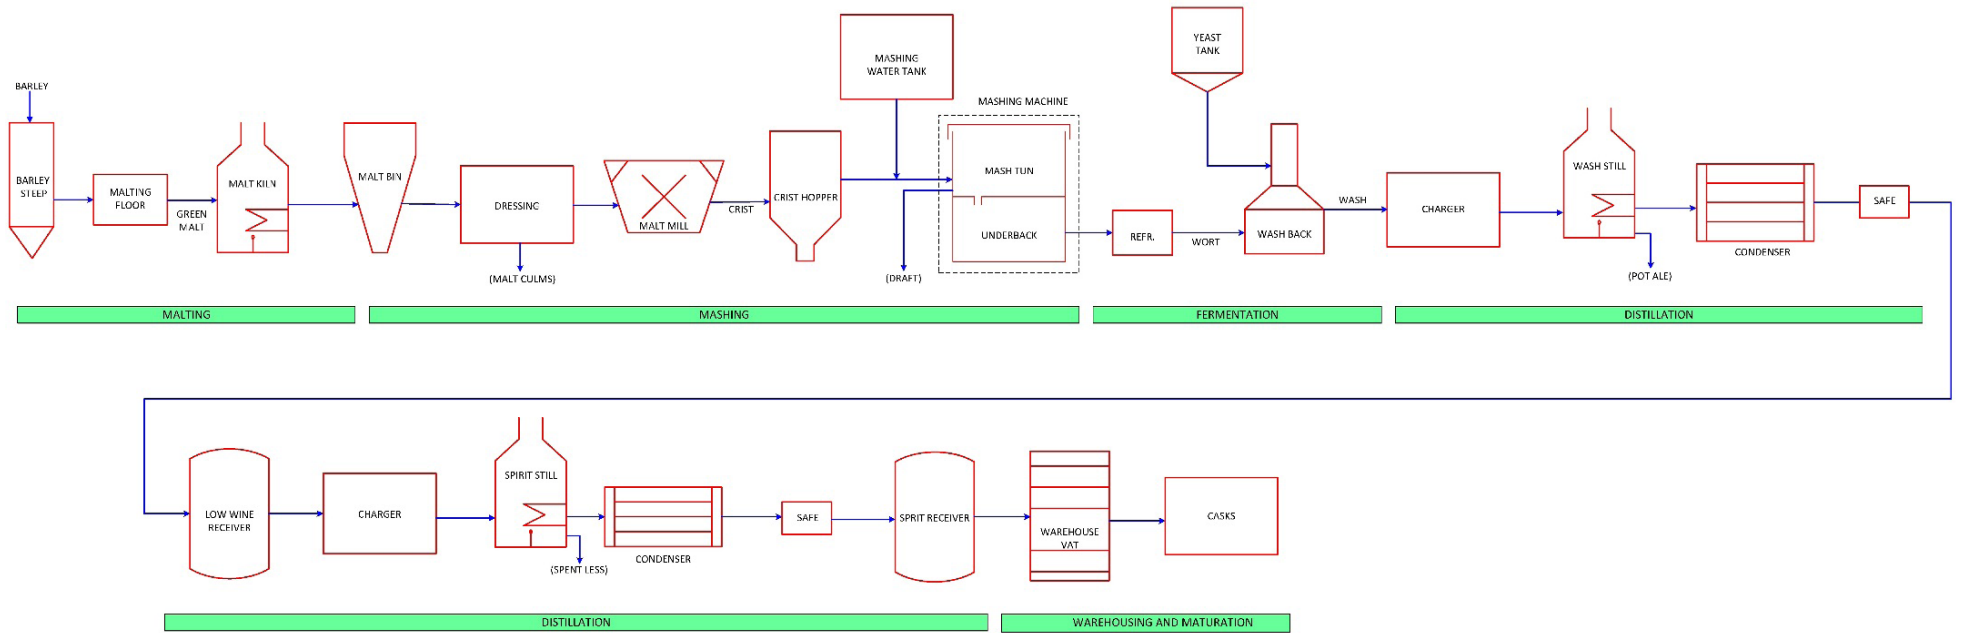 BARLEY
BARLEY
STEEP
MALTING
FLOOR
GREEN
MALT
MALT KILN
MALT BIN
DRESSING
(MALT CULMS)
MALT MILL
CRIST
CRIST HOPPER
MASHING
WATER TANK
MASHING MACHINE
MASH TUN
UNDERBACK
(DRAFT)
REFR.
WORT
YEAST
TANK
WASH BACK
WASH
CHARGER
WASH STILL
(POT ALE)
CONDENSER
SAFE
MALTING
MASHING
FERMENTATION
DISTILLATION
LOW WINE
RECEIVER
CHARGER
SPIRIT STILL
(SPENT LESS)
CONDENSER
SAFE
SPRIT RECEIVER
WAREHOUSE
VAT
CASKS
DISTILLATION
WAREHOUSING AND MATURATION